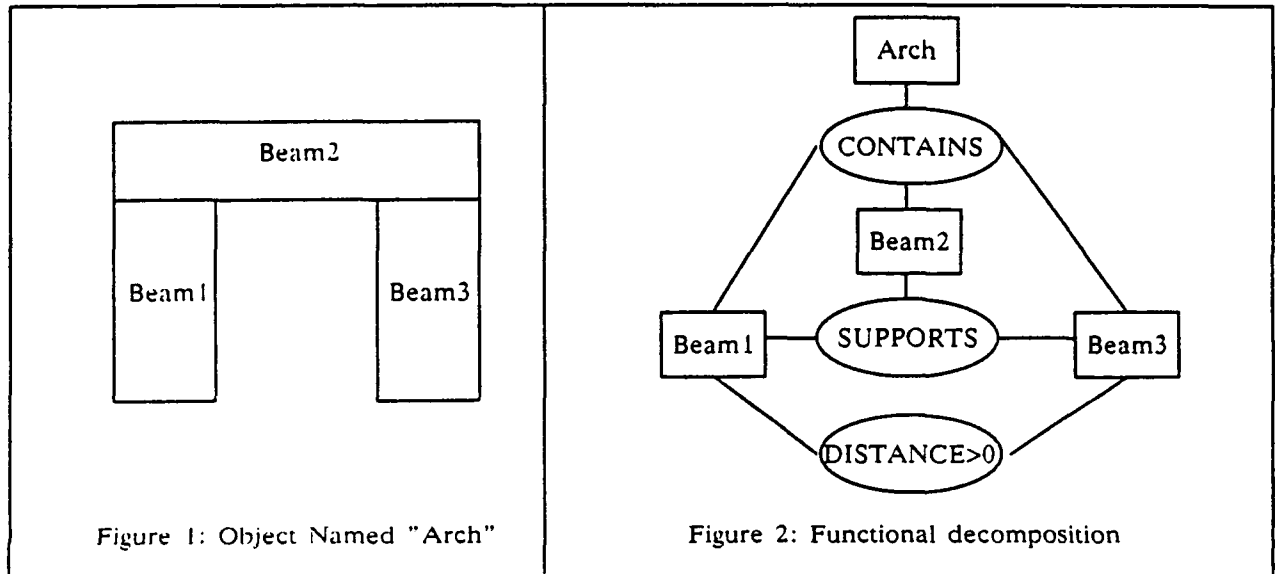 Beam2
Beam1
Beam3
Figure 1: Object Named "Arch"
Arch
CONTAINS
Beam2
Beam1
SUPPORTS
Beam3
DISTANCE>0
Figure 2: Functional decomposition